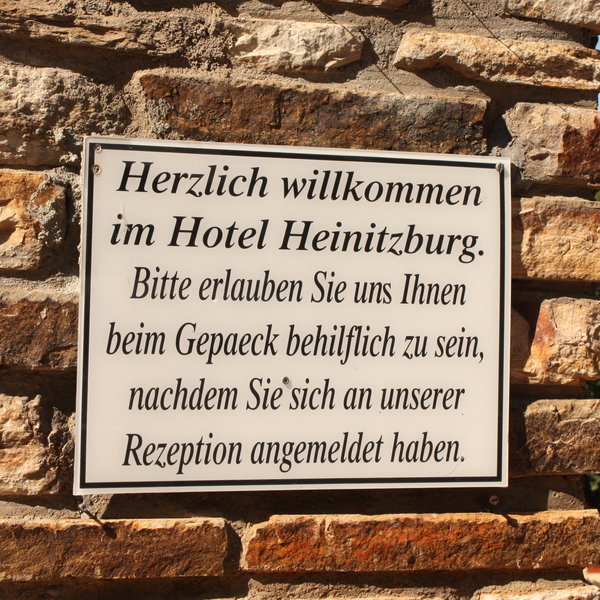 Herzlich willkommen
im Hotel Heinitzburg.
Bitte erlauben Sie uns Ihnen
beim Gepaeck behilflich zu sein,
nachdem Sie sich an unserer
Rezeption angemeldet haben.